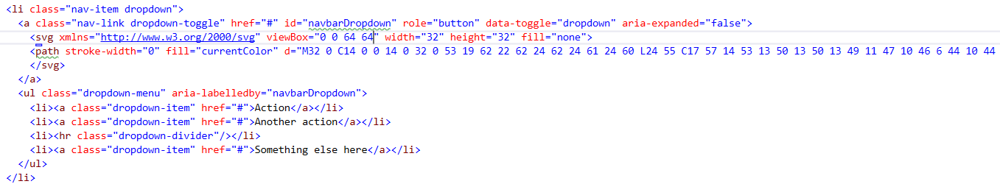 <li class="nav-item dropdown">
<a class="nav-link dropdown-toggle" href="#" id="navbarDropdown" role="button" data-toggle="dropdown" aria-expanded="false">
<svg xmlns="http://www.w3.org/2000/svg" viewBox="0 0 64 64" width="32" height="32" fill="none">
<path stroke-width="0" fill="currentColor" d="M32 0 C14 0 0 14 0 32 0 53 19 62 22 62 24 62 24 61 24 60 L24 55 C17 57 14 53 13 50 13 50 13 49 11 47 10 46 6 44 10 44
</svg>
</a>
<ul class="dropdown-menu" aria-labelledby="navbarDropdown">
<li><a class="dropdown-item" href="#">Action</a></li>
<li><a class="dropdown-item" href="#">Another action</a></li>
<li><hr class="dropdown-divider"/></li>
<li><a class="dropdown-item" href="#">Something else here</a></li>
</ul>
</li>